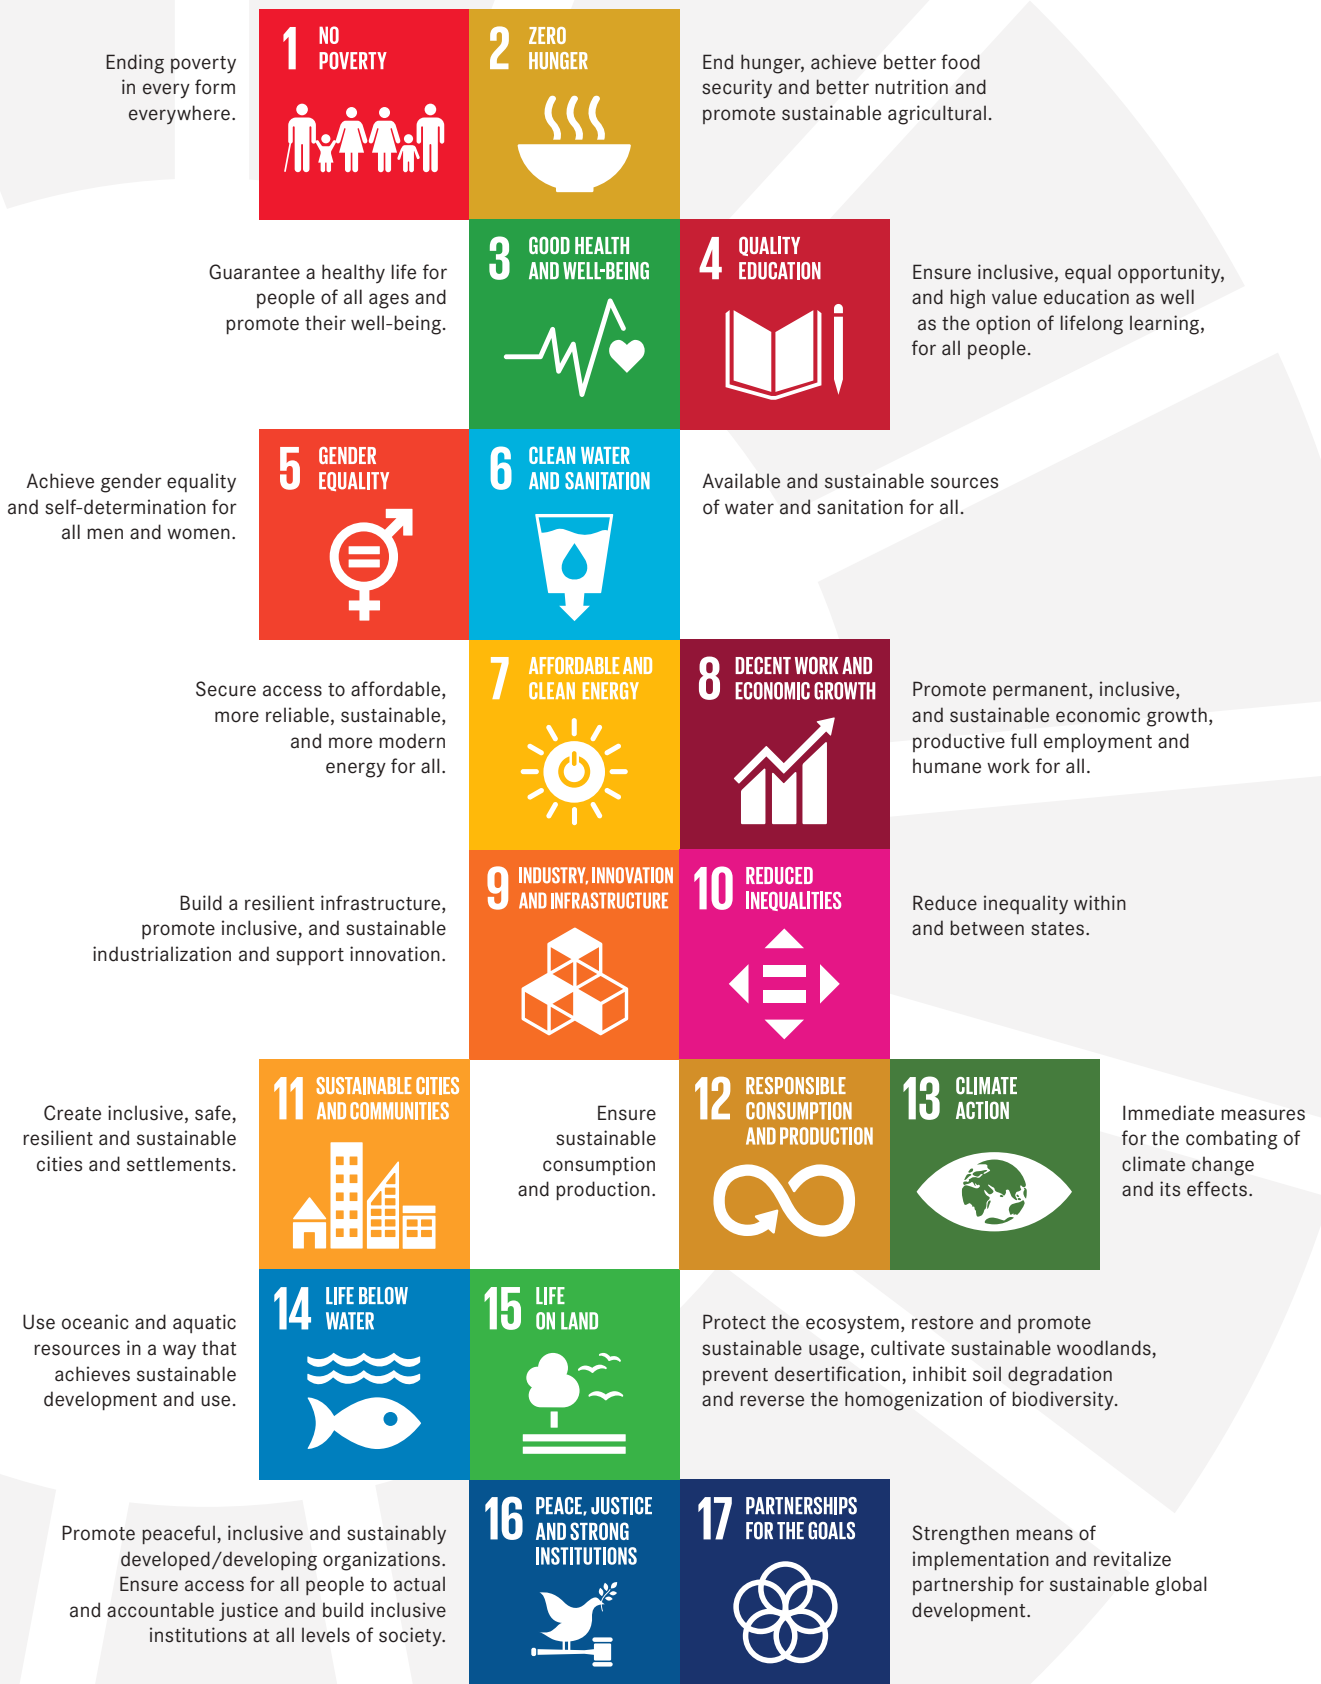 Ending poverty
in every form
everywhere.
1 NO
POVERTY
2 ZERO
HUNGER
End hunger, achieve better food
security and better nutrition and
promote sustainable agricultural.
Guarantee a healthy life for
people of all ages and
promote their well-being.
3 GOOD HEALTH
AND WELL-BEING
4 QUALITY
EDUCATION
Ensure inclusive, equal opportunity,
and high value education as well
as the option of lifelong learning,
for all people.
Achieve gender equality
and self-determination for
all men and women.
5 GENDER
EQUALITY
6 CLEAN WATER
AND SANITATION
Available and sustainable sources
of water and sanitation for all.
Secure access to affordable,
more reliable, sustainable,
and more modern
energy for all.
7 AFFORDABLE AND
CLEAN ENERGY
8 DECENT WORK AND
ECONOMIC GROWTH
Promote permanent, inclusive,
and sustainable economic growth,
productive full employment and
humane work for all.
Build a resilient infrastructure,
promote inclusive, and sustainable
industrialization and support innovation.
9 INDUSTRY, INNOVATION
AND INFRASTRUCTURE
10 REDUCED
INEQUALITIES
Reduce inequality within
and between states.
Create inclusive, safe,
resilient and sustainable
cities and settlements.
11 SUSTAINABLE CITIES
AND COMMUNITIES
Ensure
sustainable
consumption
and production.
12 RESPONSIBLE
CONSUMPTION
AND PRODUCTION
13 CLIMATE
ACTION
Immediate measures
for the combating of
climate change
and its effects.
Use oceanic and aquatic
resources in a way that
achieves sustainable
development and use.
14 LIFE BELOW
WATER
15 LIFE
ON LAND
Protect the ecosystem, restore and promote
sustainable usage, cultivate sustainable woodlands,
prevent desertification, inhibit soil degradation
and reverse the homogenization of biodiversity.
Promote peaceful, inclusive and sustainably
developed/developing organizations.
Ensure access for all people to actual
and accountable justice and build inclusive
institutions at all levels of society.
16 PEACE, JUSTICE
AND STRONG
INSTITUTIONS
17 PARTNERSHIPS
FOR THE GOALS
Strengthen means of
implementation and revitalize
partnership for sustainable global
development.